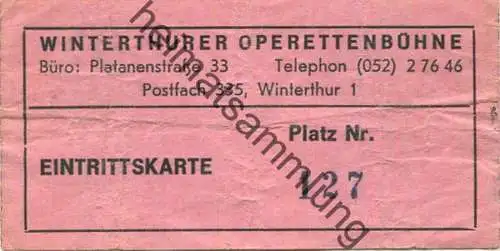 WINTERTHURER OPERETTENBÜHNE
Büro: Platanenstraße 33 Telephon (052) 2 76 46
Postfach 335, Winterthur 1
Platz Nr.
EINTRITTSKARTE
127
heimatsammlung